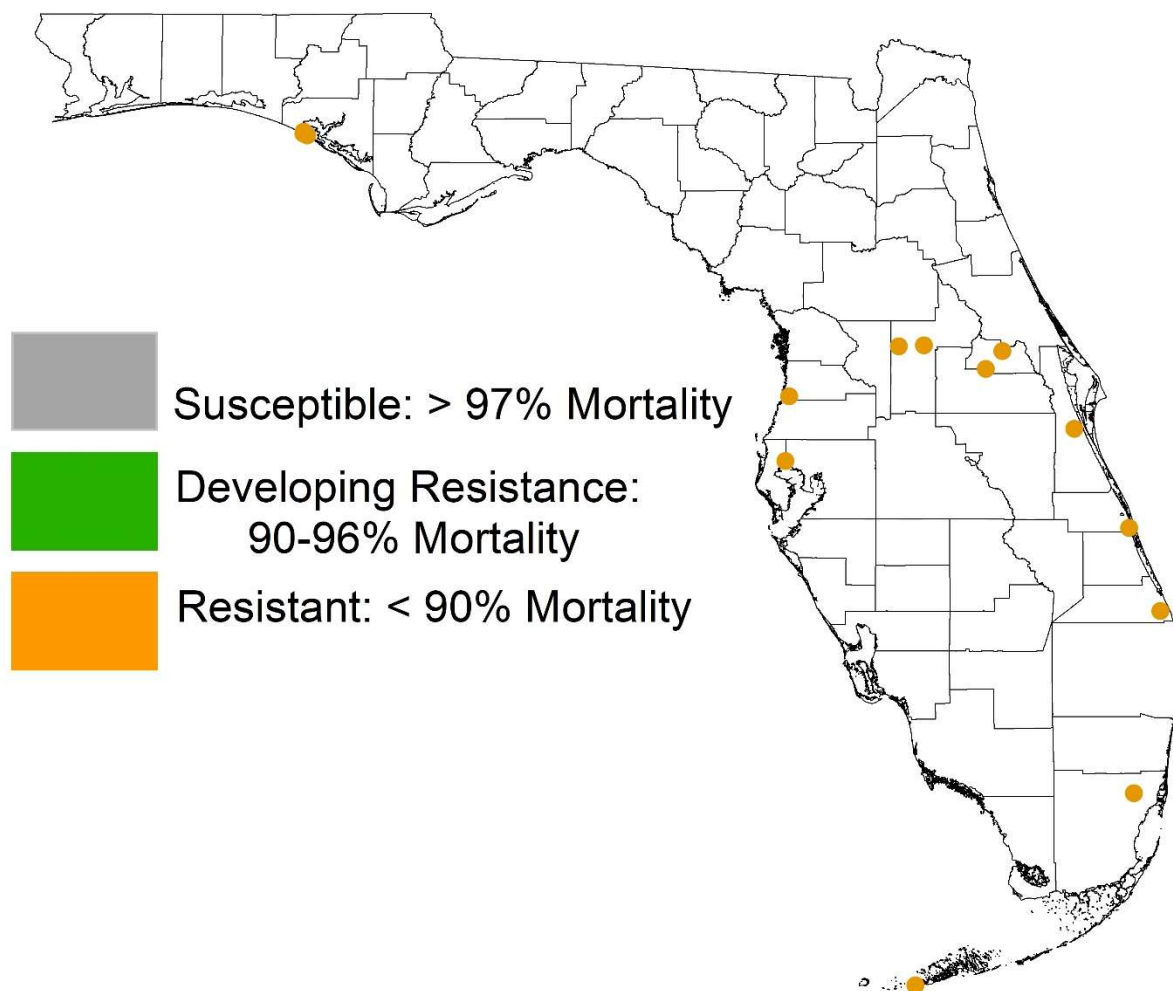 Susceptible: > 97% Mortality
Developing Resistance:
90-96% Mortality
Resistant: < 90% Mortality